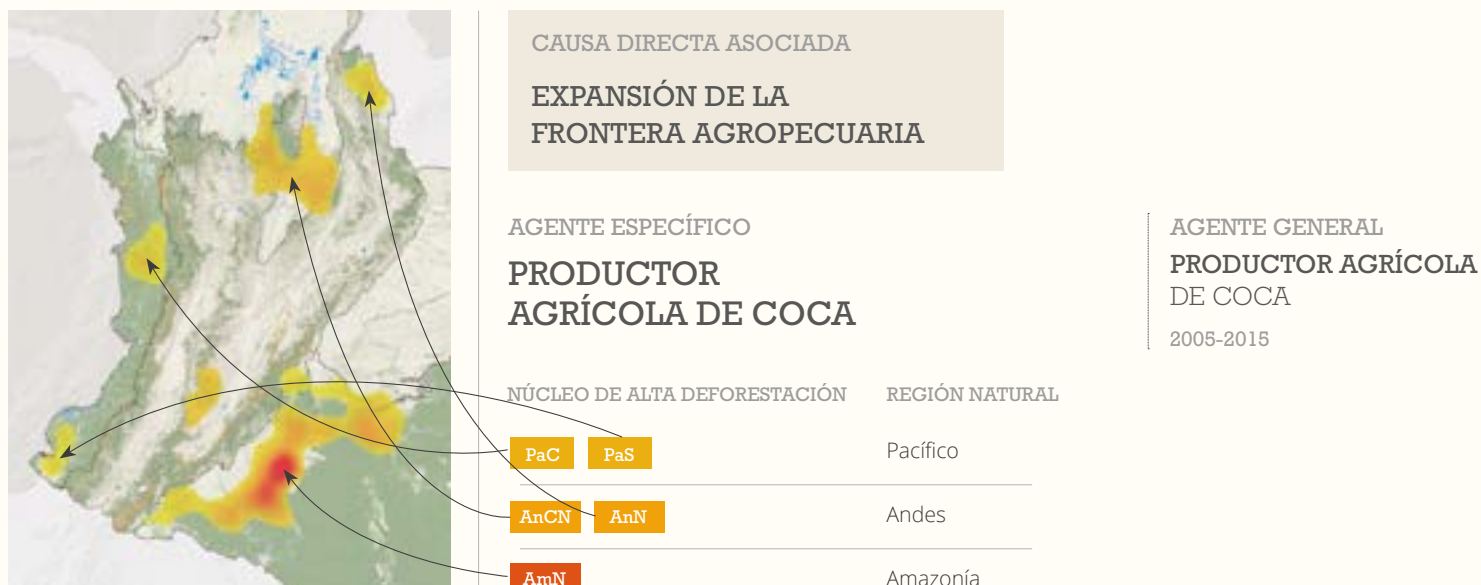 CAUSA DIRECTA ASOCIADA
EXPANSIÓN DE LA
FRONTERA AGROPECUARIA
AGENTE ESPECÍFICO
PRODUCTOR
AGRÍCOLA DE COCA
AGENTE GENERAL
PRODUCTOR AGRÍCOLA
DE COCA
2005-2015
NÚCLEO DE ALTA DEFORESTACIÓN REGIÓN NATURAL
PaC PaS Pacífico
AnCN AnN Andes
AmN Amazonía